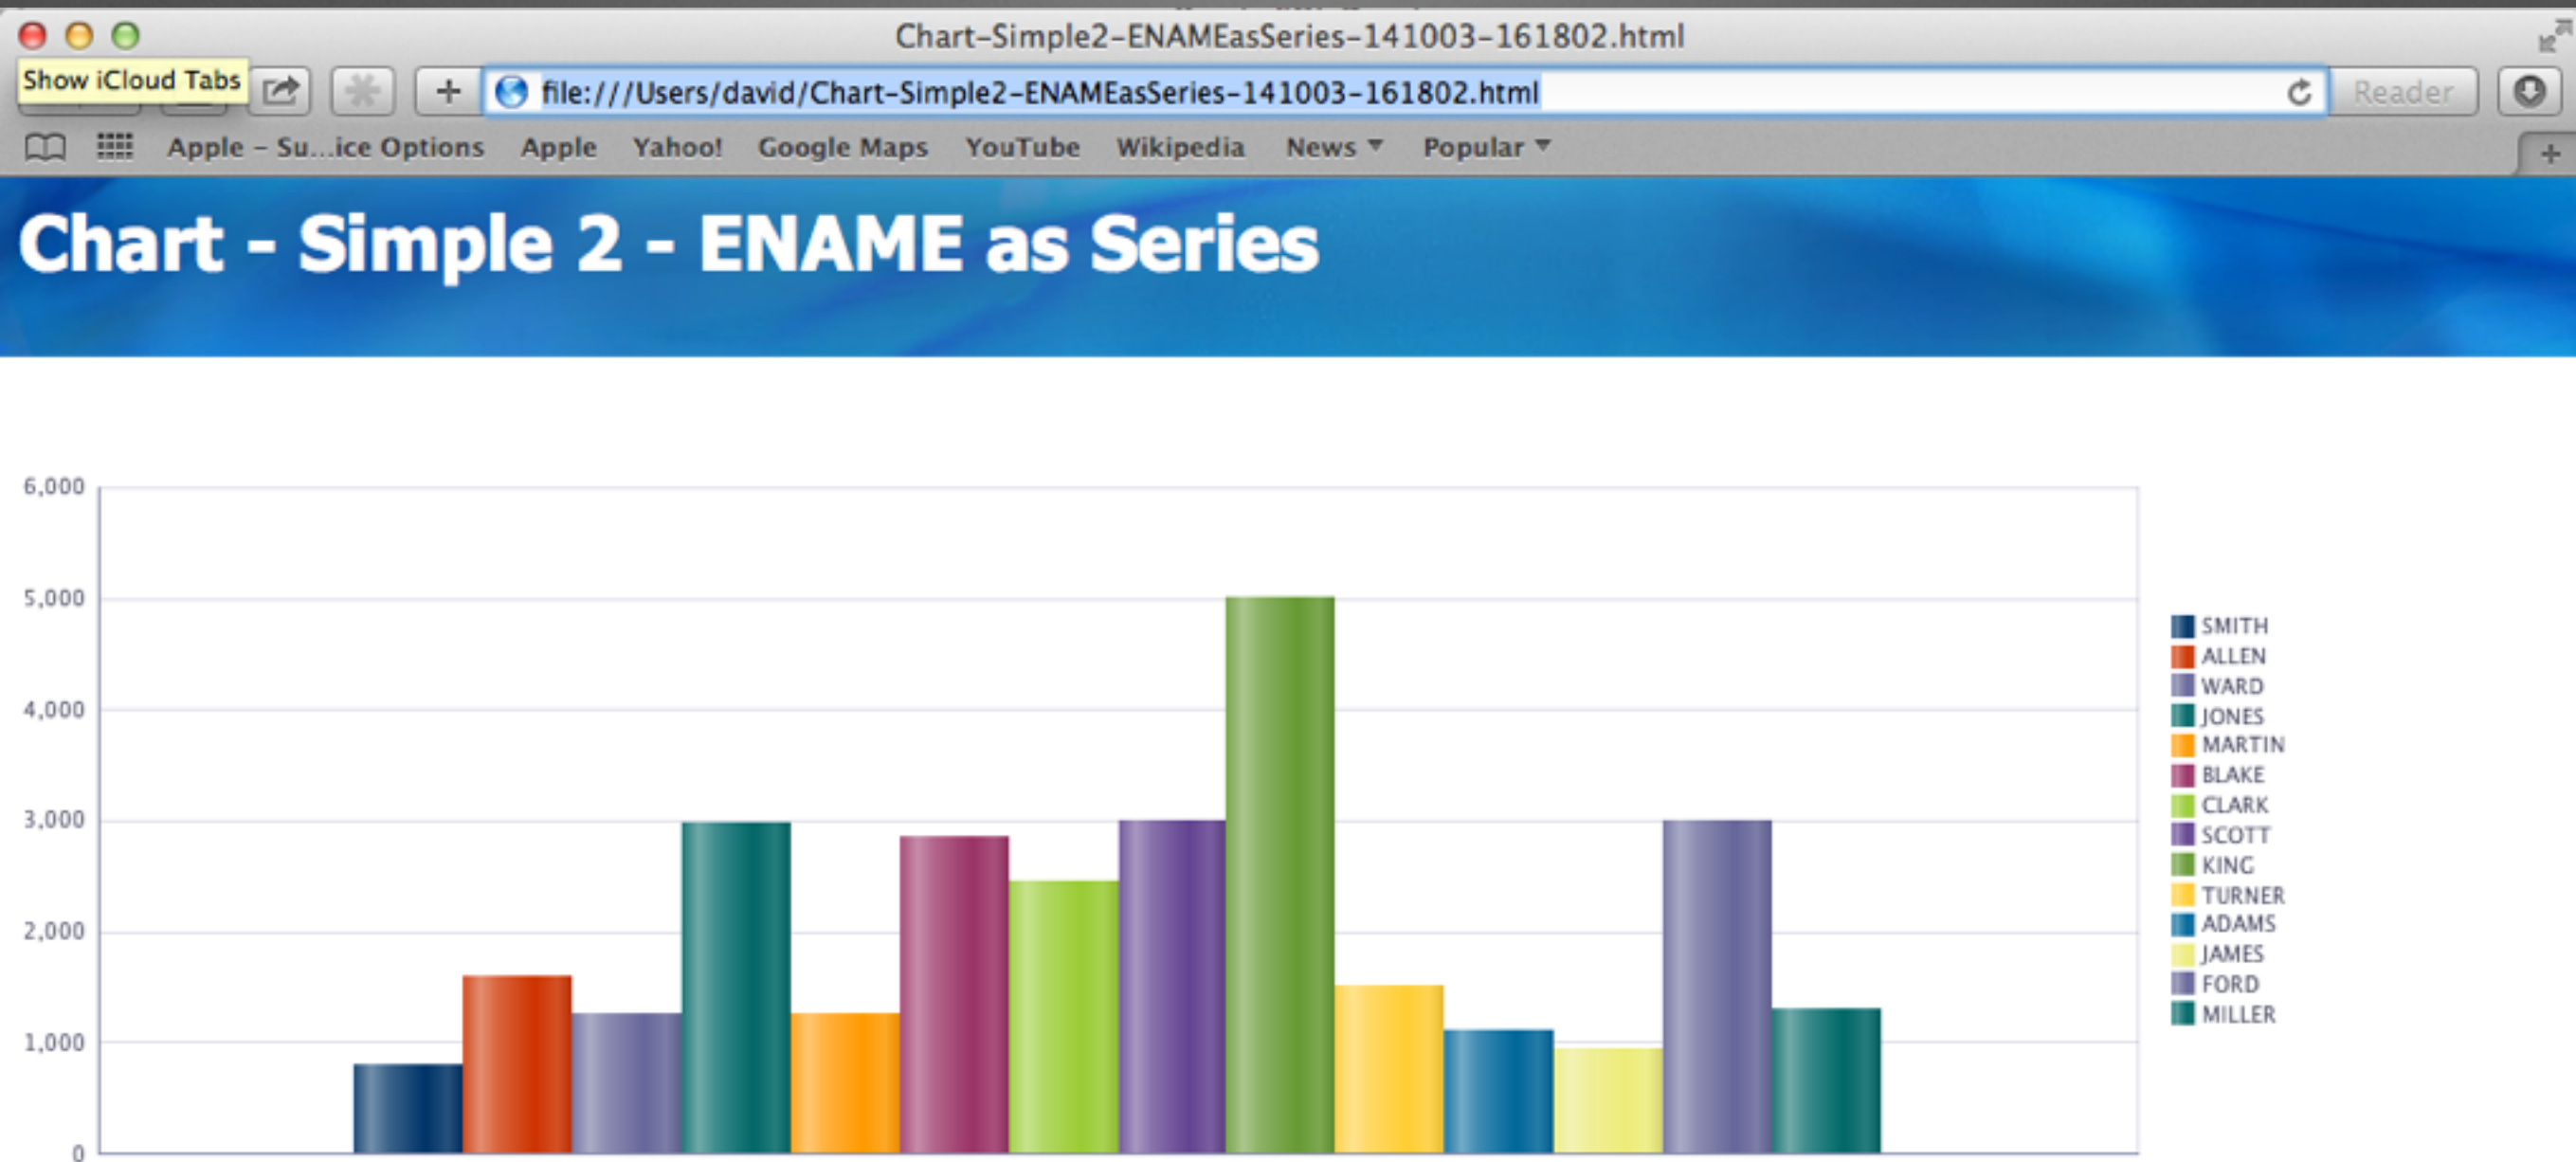 Chart-Simple2-ENAMEasSeries-141003-161802.html
Show iCloud Tabs
file:///Users/david/Chart-Simple2-ENAMEasSeries-141003-161802.html
Reader
Apple - Su...ice Options Apple Yahoo! Google Maps YouTube Wikipedia News Popular
Chart - Simple 2 - ENAME as Series
6,000
5,000
4,000
3,000
2,000
1,000
0
SMITH
ALLEN
WARD
JONES
MARTIN
BLAKE
CLARK
SCOTT
KING
TURNER
ADAMS
JAMES
FORD
MILLER